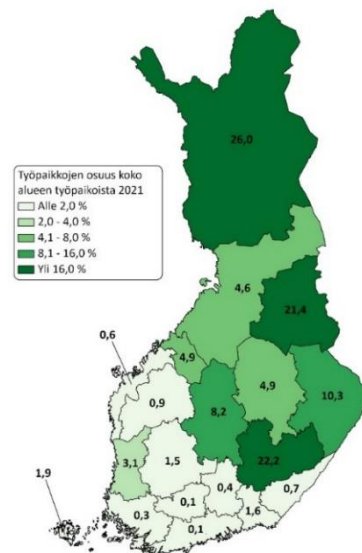 26,0
Työpaikkojen osuus koko
alueen työpaikoista 2021
Alle 2,0 %
2,0 - 4,0 %
4,1 - 8,0 %
8,1 - 16,0 %
Yli 16,0 %
4,6
21,4
0,6
4,9
4,9
10,3
0,9
8,2
22,2
3,1
1,5
1,9
0,4
0,7
0,1
0,3
1,6
0,1